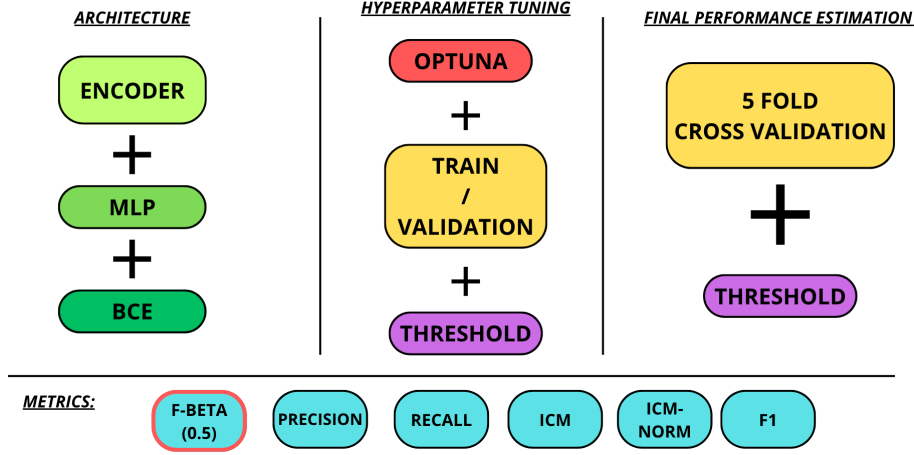 ARCHITECTURE
ENCODER
+
MLP
+
BCE
HYPERPARAMETER TUNING
OPTUNA
+
TRAIN
/
VALIDATION
+
THRESHOLD
FINAL PERFORMANCE ESTIMATION
5 FOLD
CROSS VALIDATION
+
THRESHOLD
METRICS:
F-BETA
(0.5)
PRECISION
RECALL
ICM
ICM-
NORM
F1